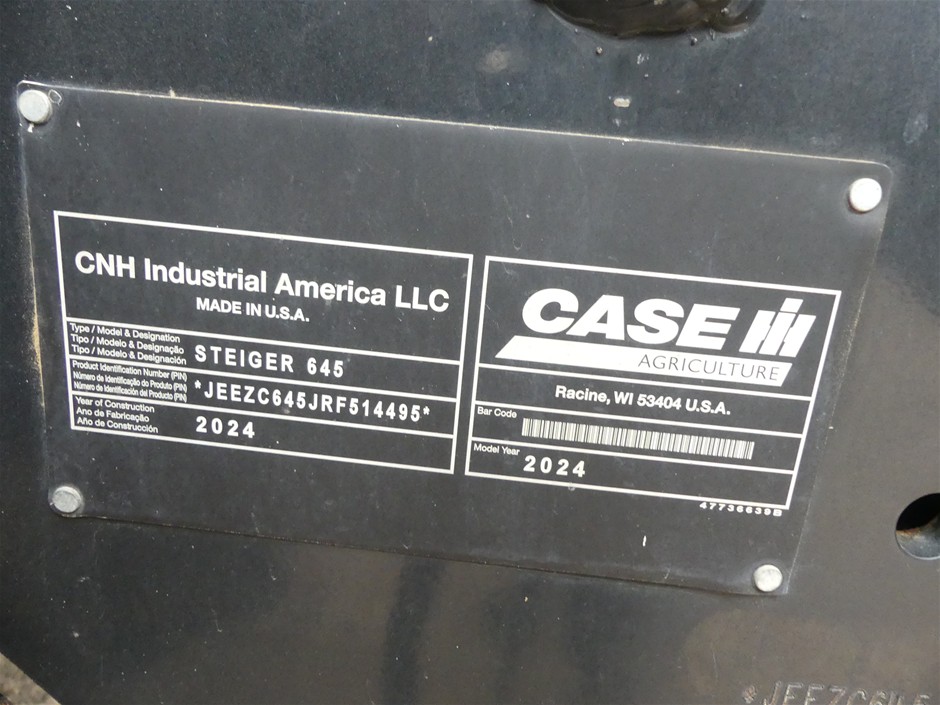 CNH Industrial America LLC
MADE IN U.S.A.
Type / Model & Designation
Tipo / Modelo & Designação
Tipo / Modelo & Designación
STEIGER 645
Product Identification Number (PIN)
Número de Identificação do Produto (PIN)
Número de Identificación del Producto (PIN)
*JEEZC645JRF514495*
Year of Construction
Ano de Fabricação
Año de Construcción
2024
CASE IH
AGRICULTURE
Racine, WI 53404 U.S.A.
Bar Code
Model Year
2024
47736639B
*JEEZC645